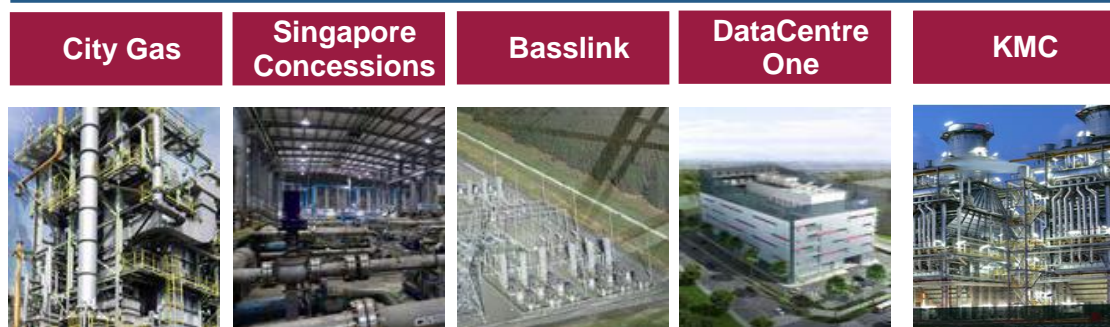 City Gas
Singapore
Concessions
Basslink
DataCentre
One
KMC